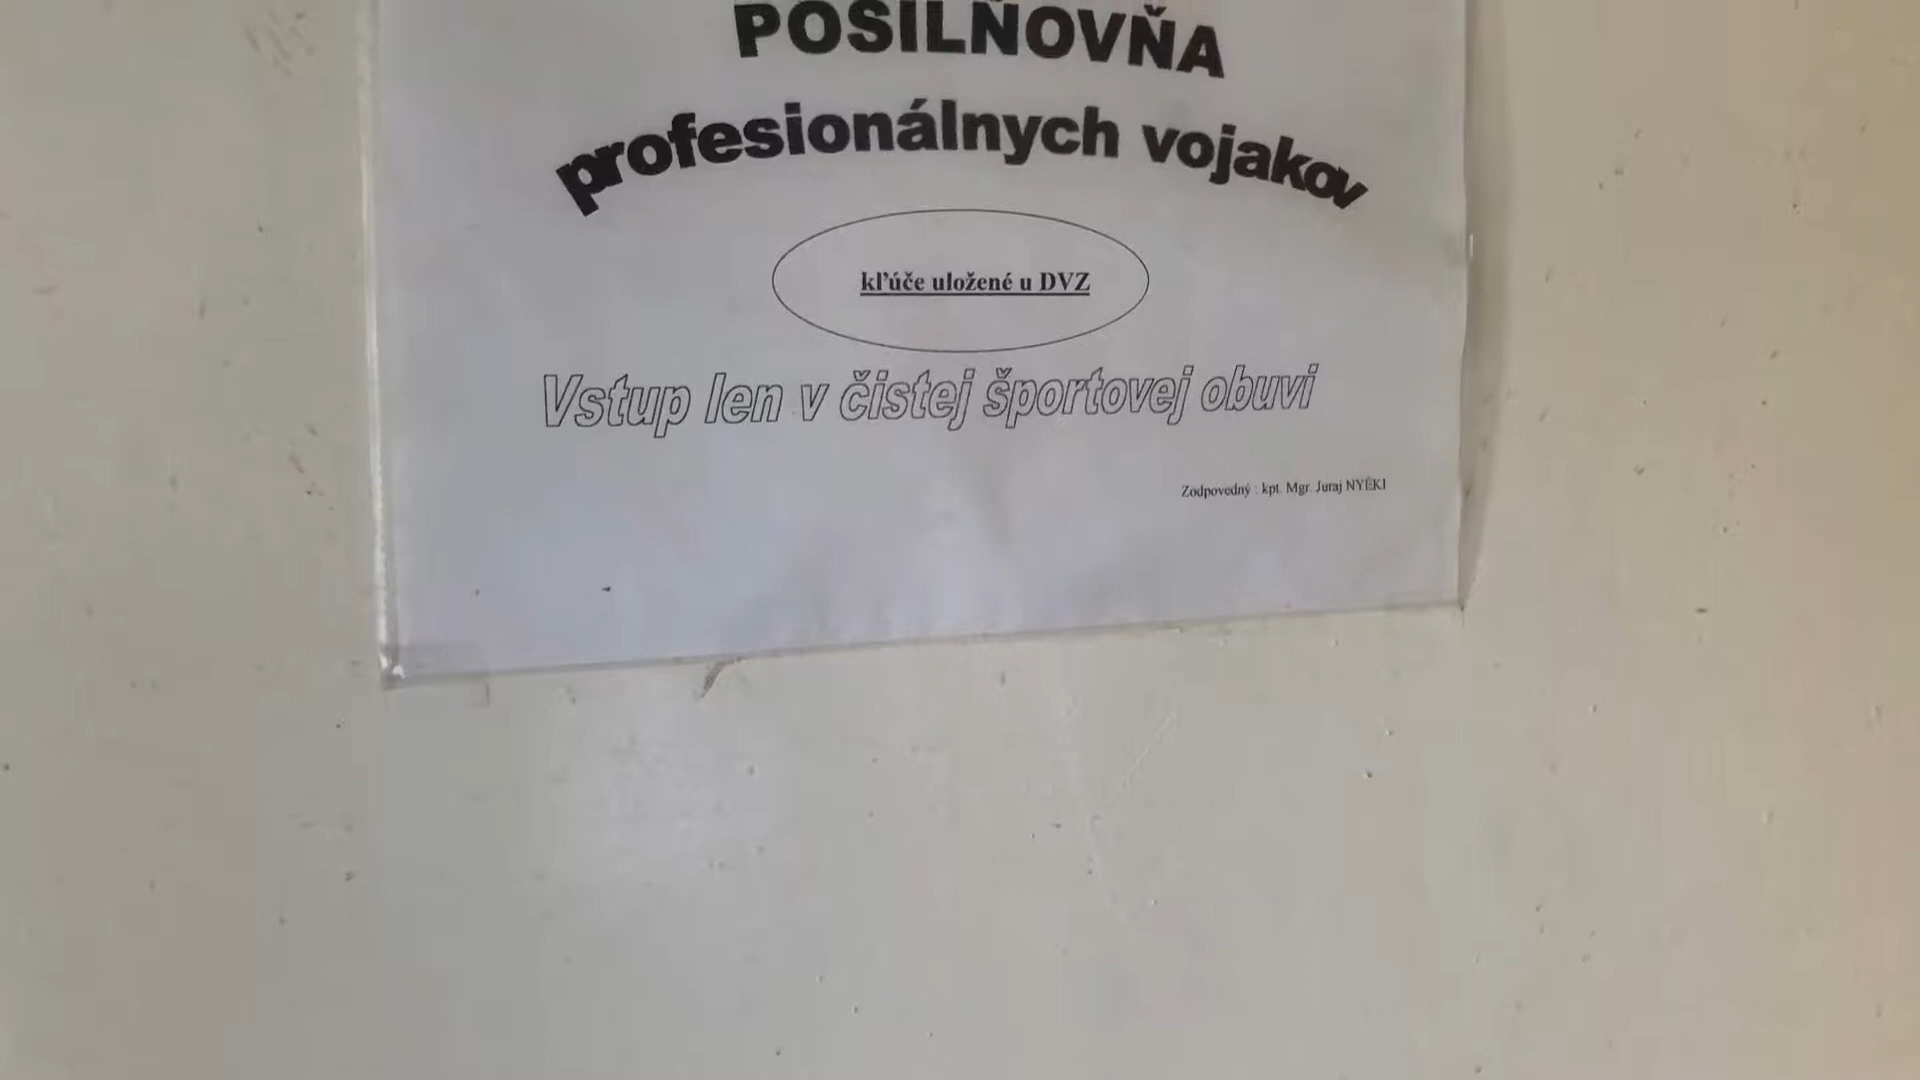 POSILŇOVŇA
profesionálnych vojakov
kľúče uložené u DVZ
Vstup len v čistej športovej obuvi
Zodpovedný : kpt. Mgr. Juraj NYÉKI